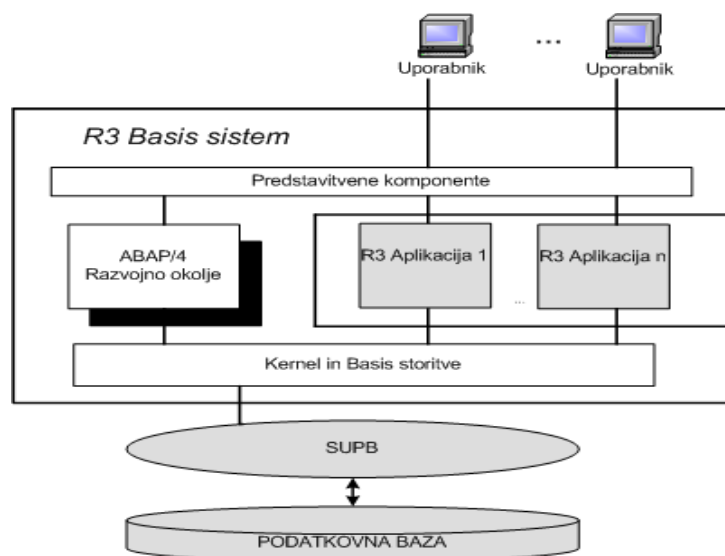 ...
Uporabnik
Uporabnik
R3 Basis sistem
Predstavitvene komponente
ABAP/4
Razvojno okolje
R3 Aplikacija 1
R3 Aplikacija n
...
Kernel in Basis storitve
SUPB
PODATKOVNA BAZA